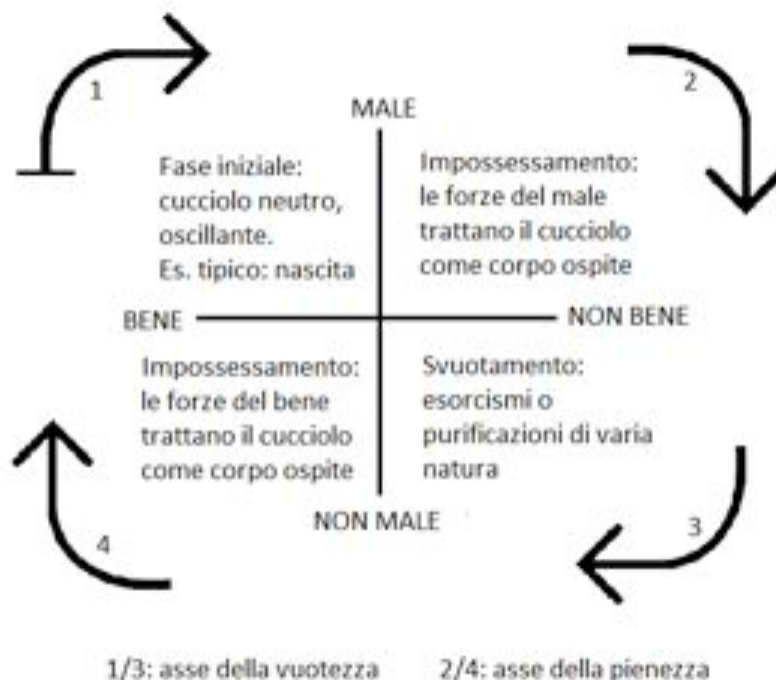 1
2
MALE
Fase iniziale:
cucciolo neutro,
oscillante.
Es. tipico: nascita
Impossessamento:
le forze del male
trattano il cucciolo
come corpo ospite
BENE
NON BENE
Impossessamento:
le forze del bene
trattano il cucciolo
come corpo ospite
Svuotamento:
esorcismi o
purificazioni di varia
natura
NON MALE
4
3
1/3: asse della vuotezza
2/4: asse della pienezza